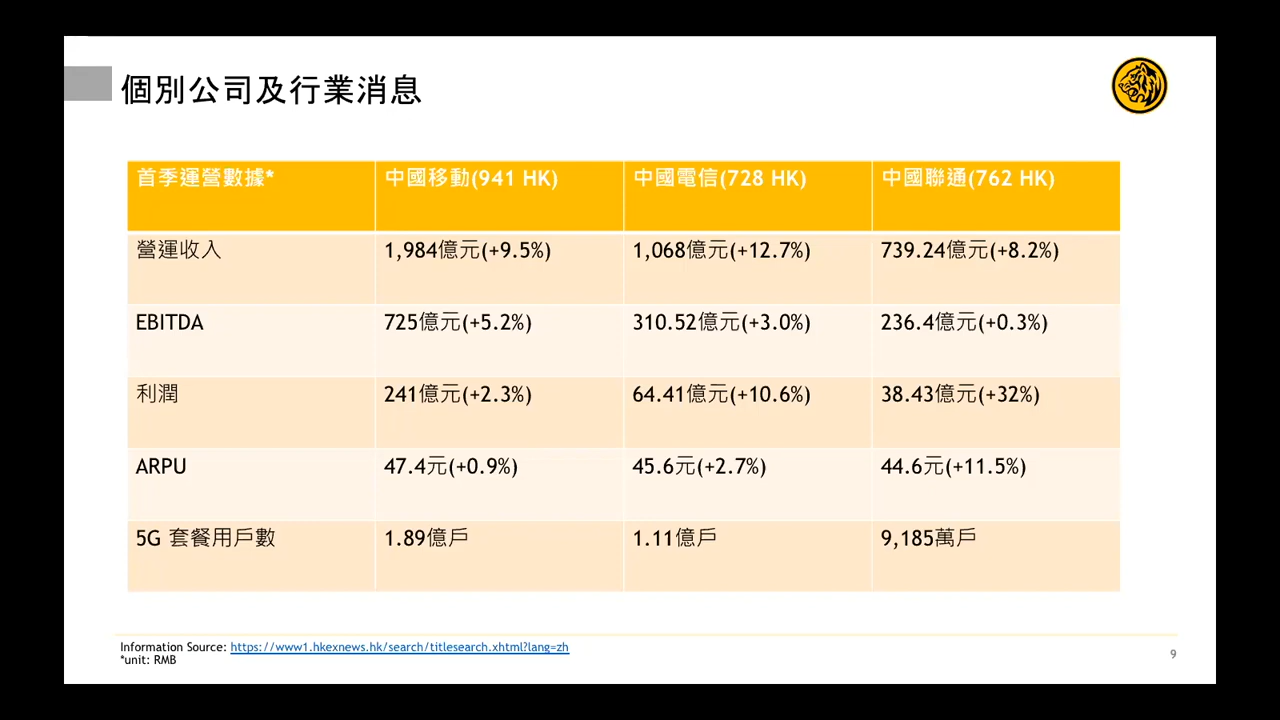 個別公司及行業消息
首季運營數據* 中國移動(941 HK) 中國電信(728 HK) 中國聯通(762 HK)
營運收入 1,984億元(+9.5%) 1,068億元(+12.7%) 739.24億元(+8.2%)
EBITDA 725億元(+5.2%) 310.52億元(+3.0%) 236.4億元(+0.3%)
利潤 241億元(+2.3%) 64.41億元(+10.6%) 38.43億元(+32%)
ARPU 47.4元(+0.9%) 45.6元(+2.7%) 44.6元(+11.5%)
5G 套餐用戶數 1.89億戶 1.11億戶 9,185萬戶
Information Source: https://www1.hkexnews.hk/search/titlesearch.xhtml?lang=zh
*unit: RMB
9